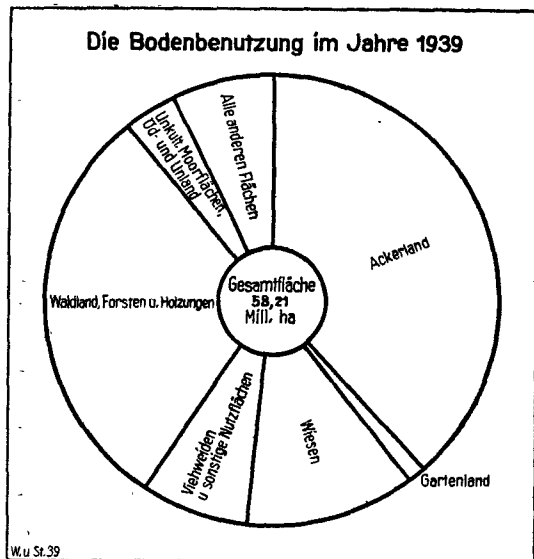 Die Bodenbenutzung im Jahre 1939
Alle anderen Flächen
Unkult. Moorflächen,
Öd- und Unland
Ackerland
Gesamtfläche
58,21
Mill. ha
Waldland, Forsten u. Holzungen
Viehweiden
u sonstige Nutzflächen
Wiesen
Gartenland
W. u St. 39